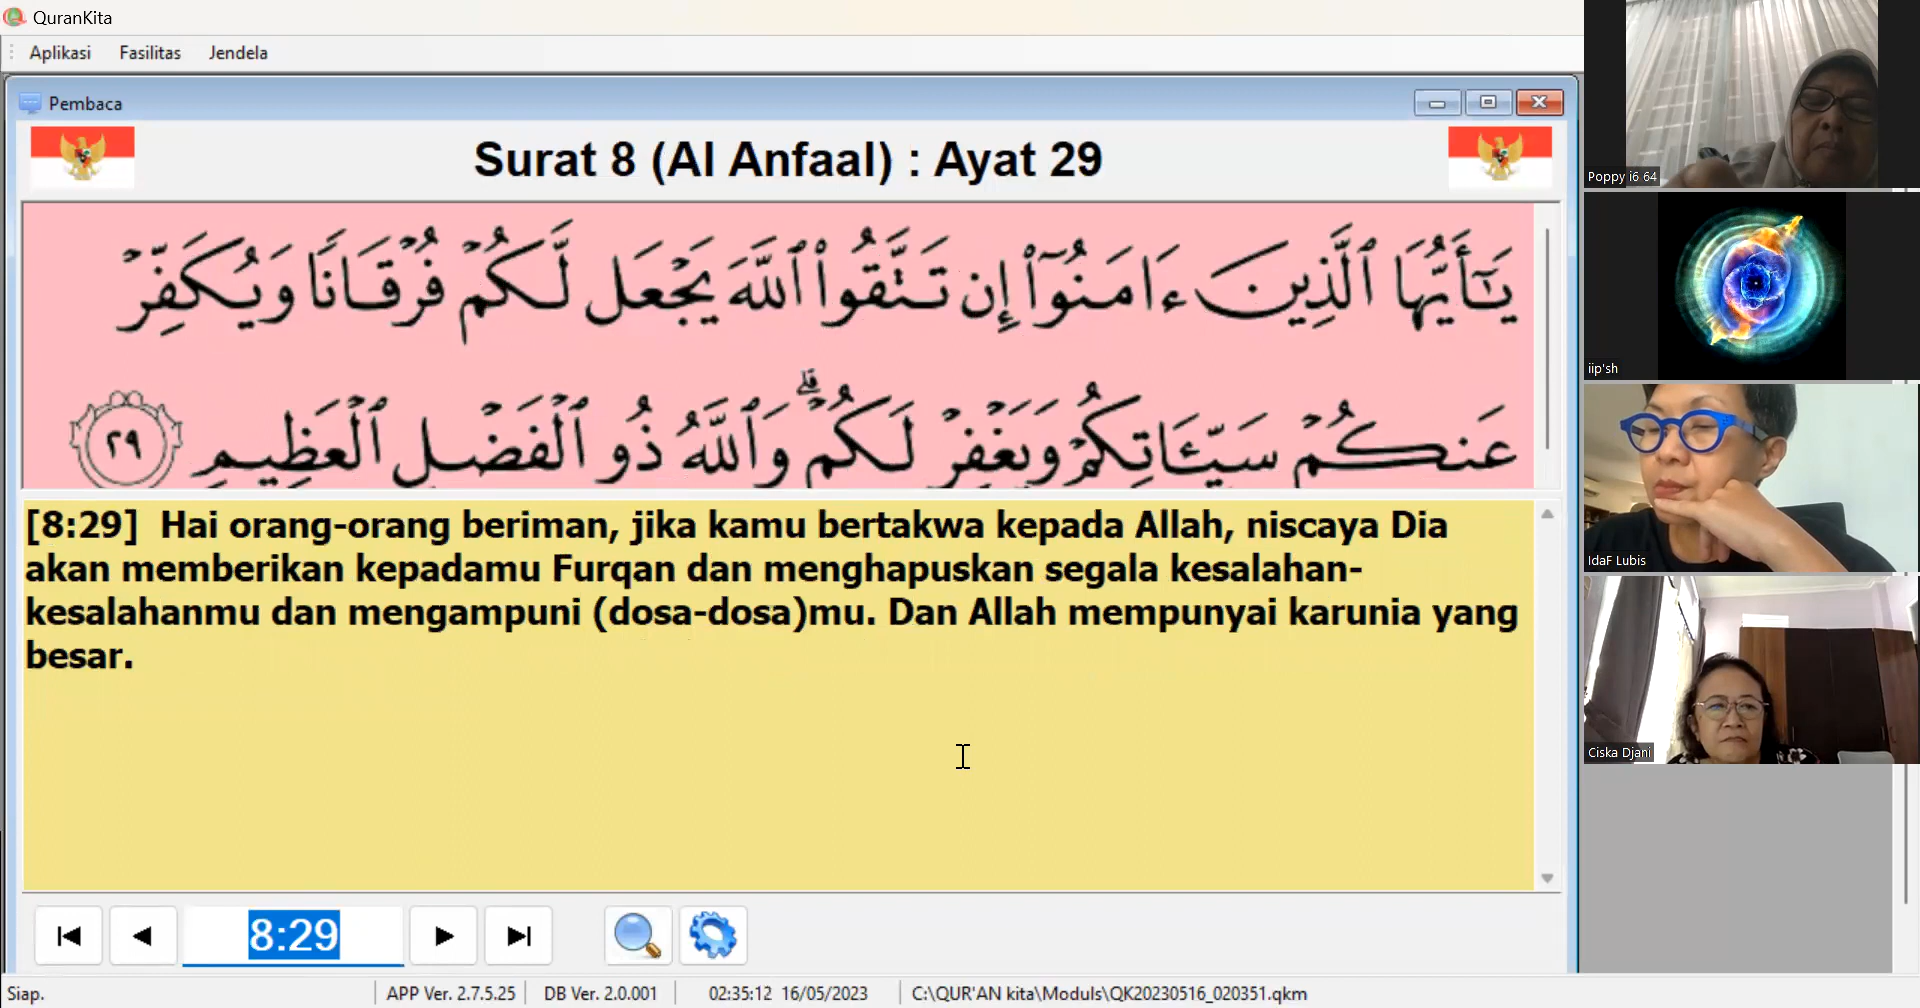 QuranKita
Aplikasi Fasilitas Jendela
Pembaca
Surat 8 (Al Anfaal) : Ayat 29
يَٰٓأَيُّهَا ٱلَّذِينَ ءَامَنُوٓا۟ إِن تَتَّقُوا۟ ٱللَّهَ يَجْعَل لَّكُمْ فُرْقَانًا وَيُكَفِّرْ
عَنكُمْ سَيِّـَٔاتِكُمْ وَيَغْفِرْ لَكُمْ ۗ وَٱللَّهُ ذُو ٱلْفَضْلِ ٱلْعَظِيمِ ٢٩
[8:29] Hai orang-orang beriman, jika kamu bertakwa kepada Allah, niscaya Dia
akan memberikan kepadamu Furqan dan menghapuskan segala kesalahan-
kesalahanmu dan mengampuni (dosa-dosa)mu. Dan Allah mempunyai karunia yang
besar.
8:29
Siap. APP Ver. 2.7.5.25 DB Ver. 2.0.001 02:35:12 16/05/2023 C:\QUR'AN kita\Moduls\QK20230516_020351.qkm
Poppy i6 64
iip'sh
IdaF Lubis
Ciska Djani